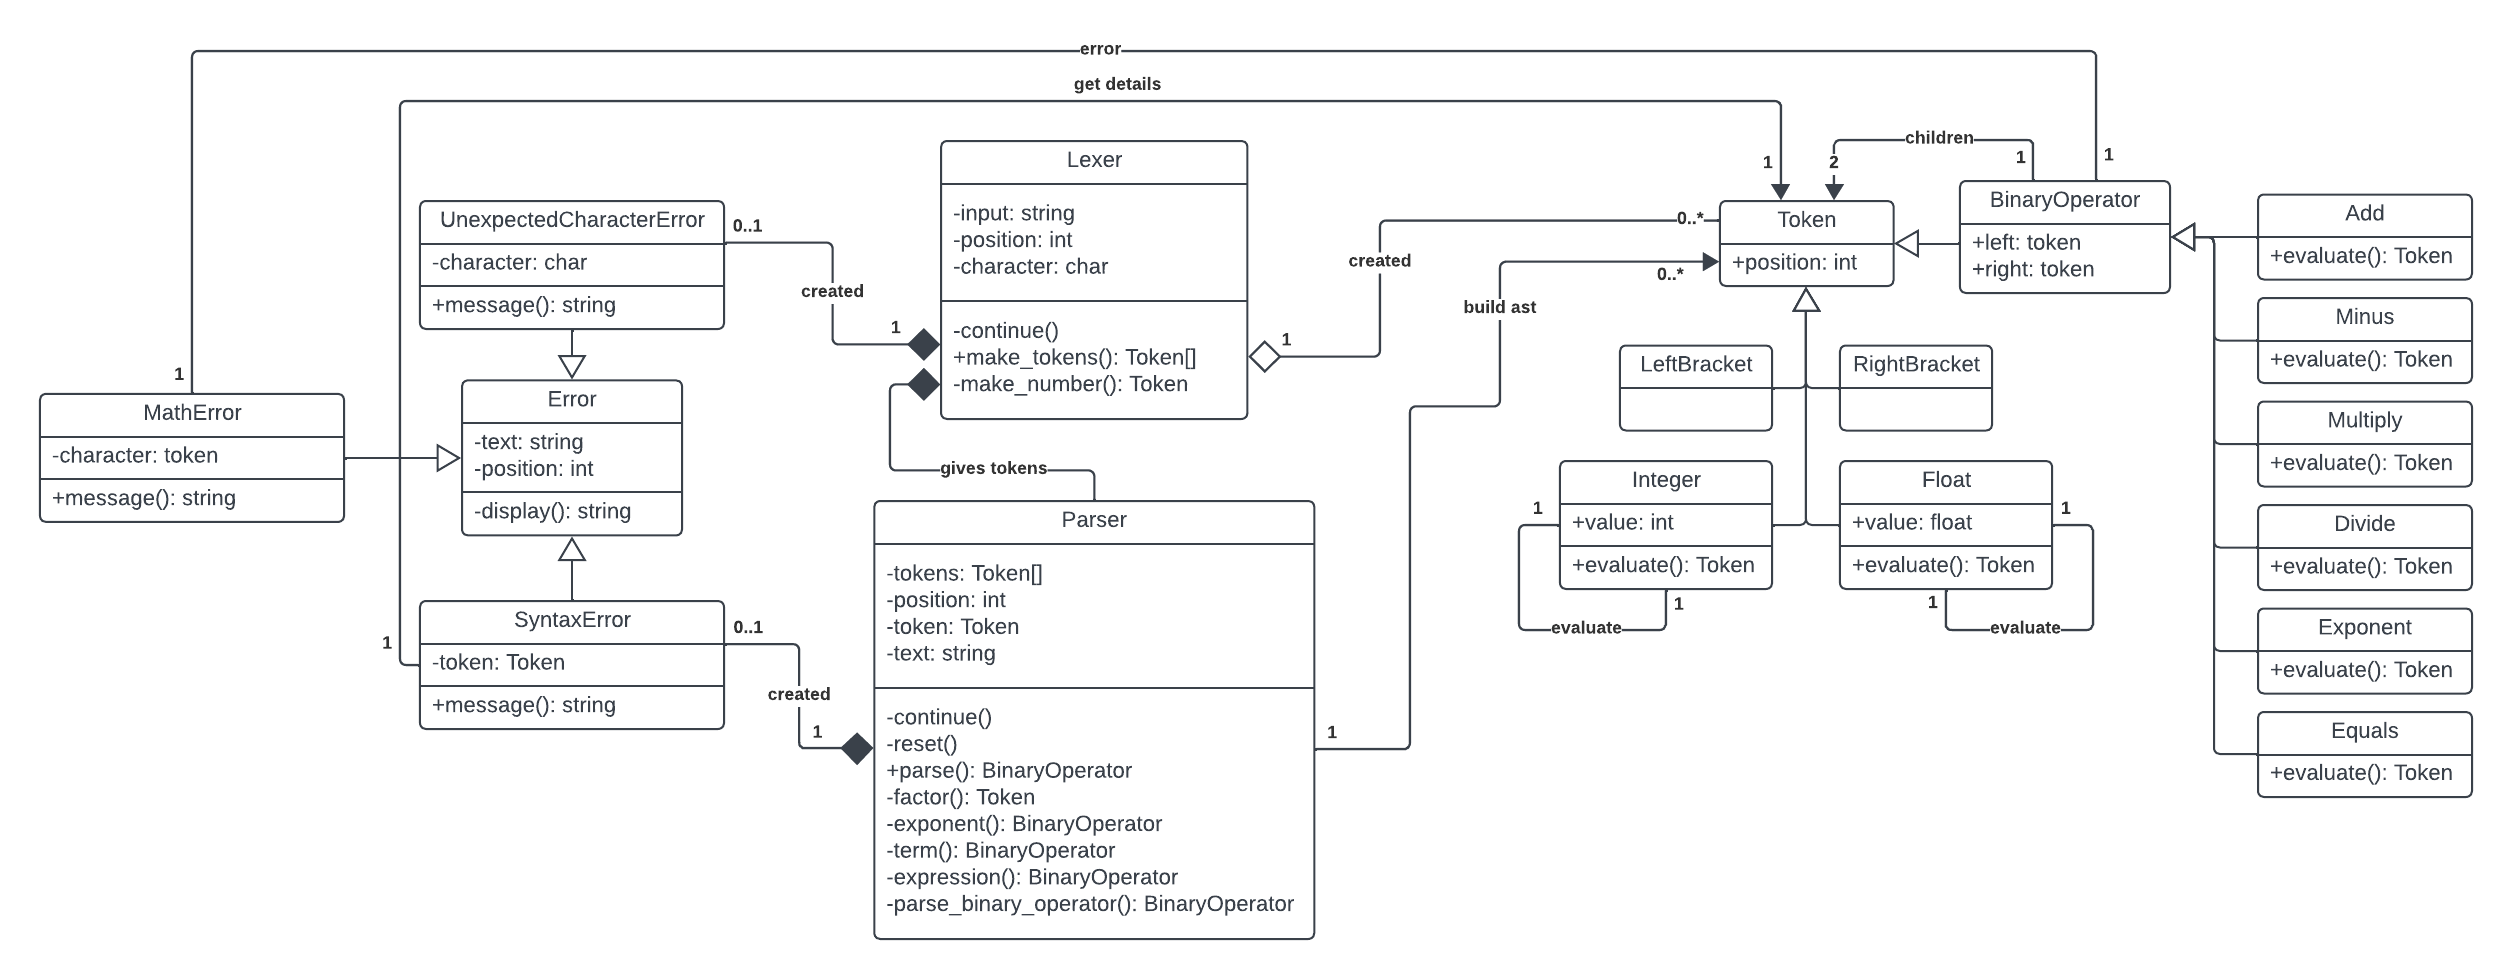 error
get details
children
1
2
1
1
UnexpectedCharacterError
-character: char
+message(): string
0..1
created
1
Lexer
-input: string
-position: int
-character: char
-continue()
+make_tokens(): Token[]
-make_number(): Token
1
created
0..*
build ast
0..*
Token
+position: int
BinaryOperator
+left: token
+right: token
Add
+evaluate(): Token
Minus
+evaluate(): Token
Multiply
+evaluate(): Token
Divide
+evaluate(): Token
Exponent
+evaluate(): Token
Equals
+evaluate(): Token
LeftBracket
RightBracket
Integer
+value: int
+evaluate(): Token
1
1
evaluate
Float
+value: float
+evaluate(): Token
1
1
evaluate
1
MathError
-character: token
+message(): string
Error
-text: string
-position: int
-display(): string
gives tokens
1
SyntaxError
-token: Token
+message(): string
0..1
created
1
Parser
-tokens: Token[]
-position: int
-token: Token
-text: string
-continue()
-reset()
+parse(): BinaryOperator
-factor(): Token
-exponent(): BinaryOperator
-term(): BinaryOperator
-expression(): BinaryOperator
-parse_binary_operator(): BinaryOperator
1